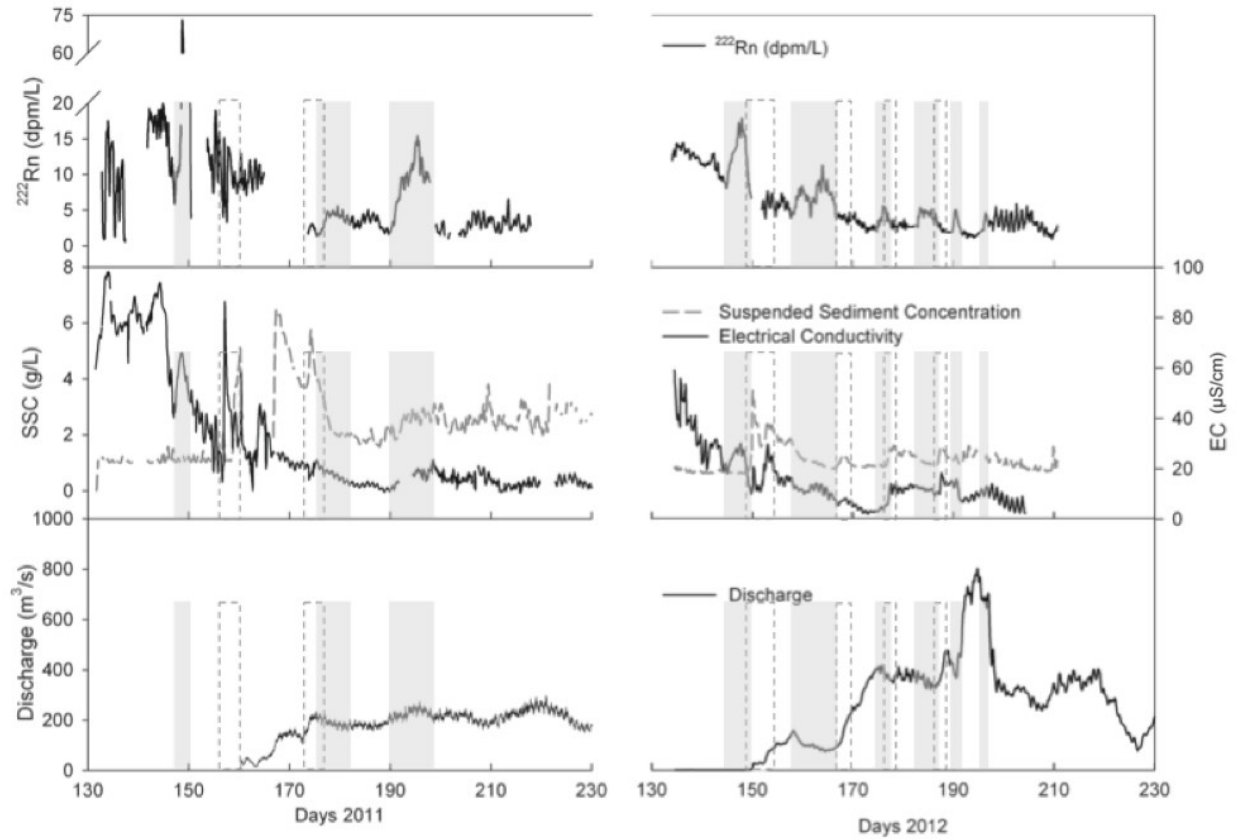 75
60
20
15
10
5
0
²²²Rn (dpm/L)
²²²Rn (dpm/L)
8
6
4
2
0
SSC (g/L)
100
80
60
40
20
0
EC (µS/cm)
Suspended Sediment Concentration
Electrical Conductivity
1000
800
600
400
200
0
Discharge (m³/s)
Discharge
130 150 170 190 210 230
Days 2011
130 150 170 190 210 230
Days 2012